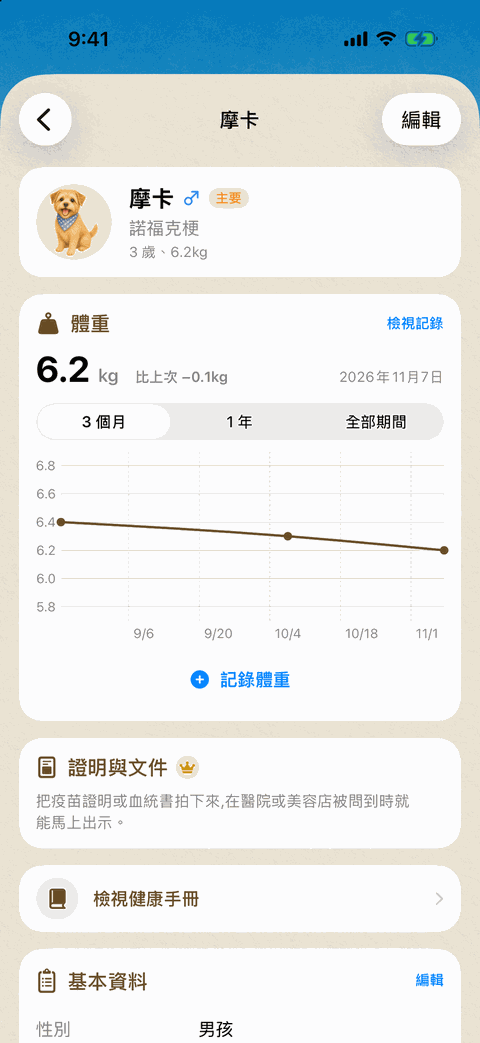 9:41
摩卡
編輯
摩卡 ♂ 主要
諾福克梗
3 歲、6.2kg
體重
檢視記錄
6.2 kg 比上次 −0.1kg
2026年11月7日
3 個月 1 年 全部期間
6.8
6.6
6.4
6.2
6.0
5.8
9/6 9/20 10/4 10/18 11/1
記錄體重
證明與文件
把疫苗證明或血統書拍下來,在醫院或美容店被問到時就
能馬上出示。
檢視健康手冊
基本資料
編輯
性別 男孩